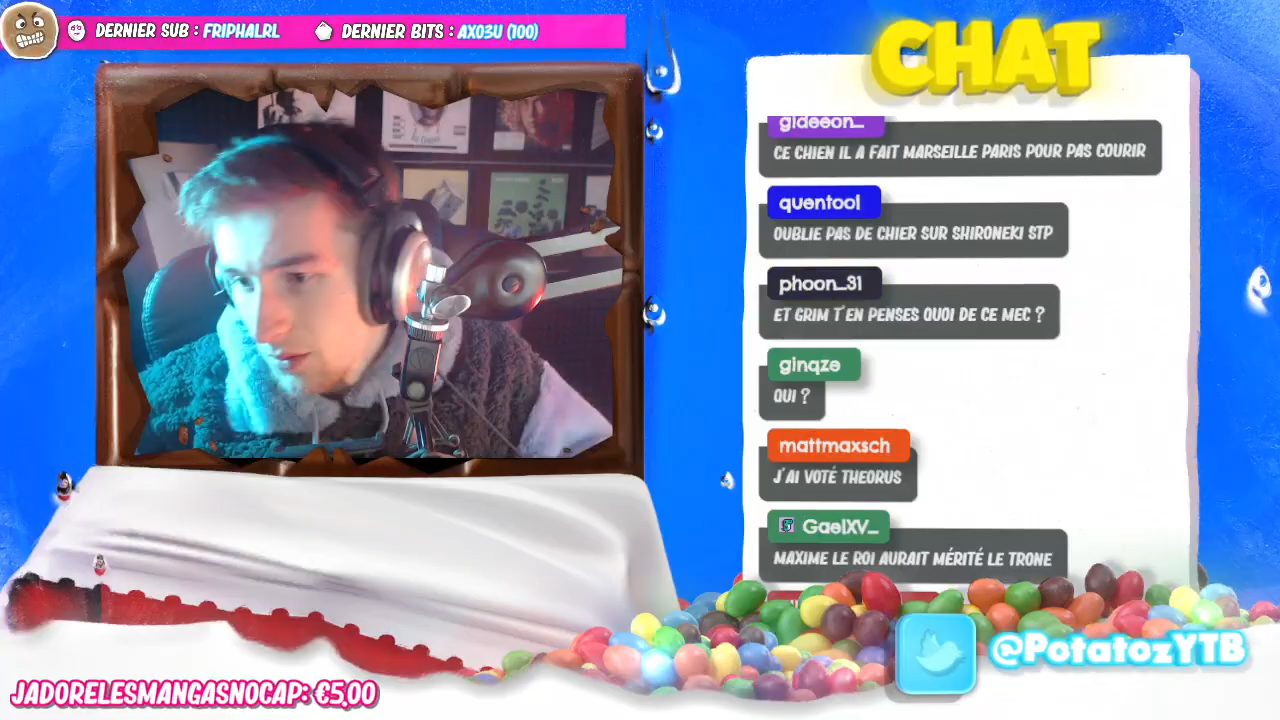 DERNIER SUB : FRIPHALRL
DERNIER BITS : AXO3U (100)
CHAT
gideeon_
CE CHIEN IL A FAIT MARSEILLE PARIS POUR PAS COURIR
quentool
OUBLIE PAS DE CHIER SUR SHIRONEKI STP
phoon_31
ET GRIM T'EN PENSES QUOI DE CE MEC ?
ginqze
QUI ?
mattmaxsch
J'AI VOTÉ THEORUS
GaelXV_
MAXIME LE ROI AURAIT MÉRITÉ LE TRONE
@PotatozYTB
JADORELESMANGASNOCAP: €5,00